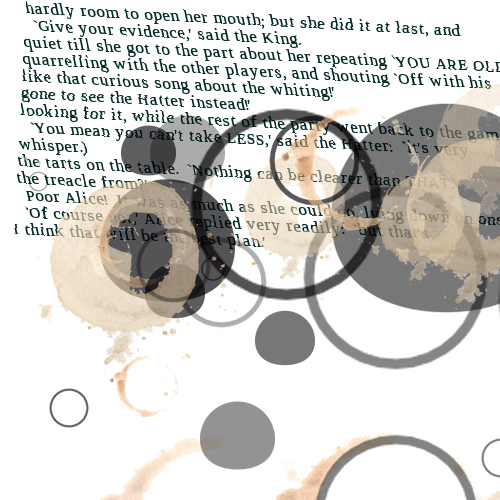 hardly room to open her mouth; but she did it at last, and
`Give your evidence,' said the King.
quiet till she got to the part about her repeating `YOU ARE OLD
quarrelling with the other players, and shouting `Off with his
like that curious song about the whiting!'
gone to see the Hatter instead!'
looking for it, while the rest of the party went back to the game
`You mean you can't take LESS,' said the Hatter: `it's very
whisper.)
the tarts on the table. `Nothing can be clearer than THAT.
the treacle from?'
Poor Alice! It was as much as she could do, lying down on one
`Of course not,' Alice replied very readily: `but that's
I think that will be the best plan.'